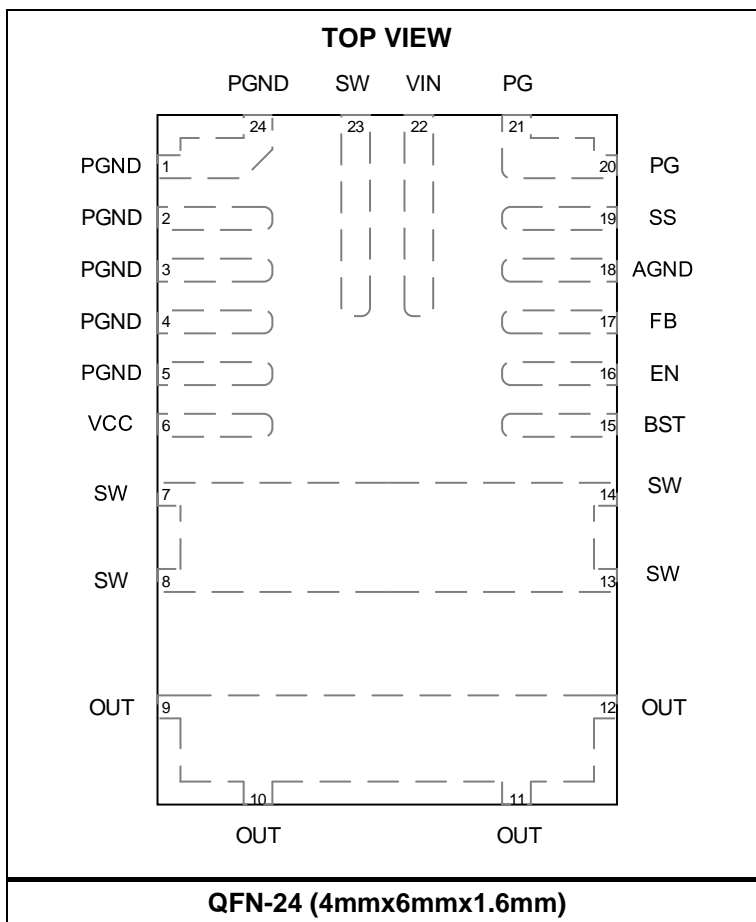 TOP VIEW
PGND SW VIN PG
24 23 22 21
PGND 1 20 PG
PGND 2 19 SS
PGND 3 18 AGND
PGND 4 17 FB
PGND 5 16 EN
VCC 6 15 BST
SW 7 14 SW
SW 8 13 SW
OUT 9 12 OUT
10 11
OUT OUT
QFN-24 (4mmx6mmx1.6mm)